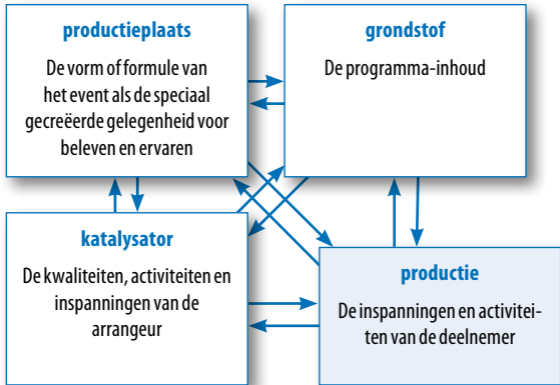 productieplaats
De vorm of formule van
het event als de speciaal
gecreëerde gelegenheid voor
beleven en ervaren
grondstof
De programma-inhoud
katalysator
De kwaliteiten, activiteiten en
inspanningen van de
arrangeur
productie
De inspanningen en activitei-
ten van de deelnemer